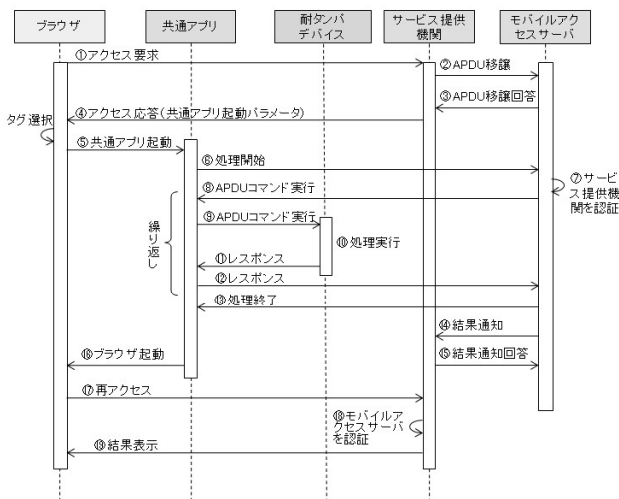 ブラウザ
共通アプリ
耐タンパ
デバイス
サービス提供
機関
モバイルアク
セスサーバ
①アクセス要求
②APDU移譲
③APDU移譲回答
④アクセス応答(共通アプリ起動パラメータ)
タグ選択
⑤共通アプリ起動
⑥処理開始
⑦サービ
ス提供機
関を認証
⑧APDUコマンド実行
⑨APDUコマンド実行
繰り返し
⑩処理実行
⑪レスポンス
⑫レスポンス
⑬処理終了
⑭結果通知
⑮結果通知回答
⑯ブラウザ起動
⑰再アクセス
⑱モバイルア
クセスサーバ
を認証
⑲結果表示